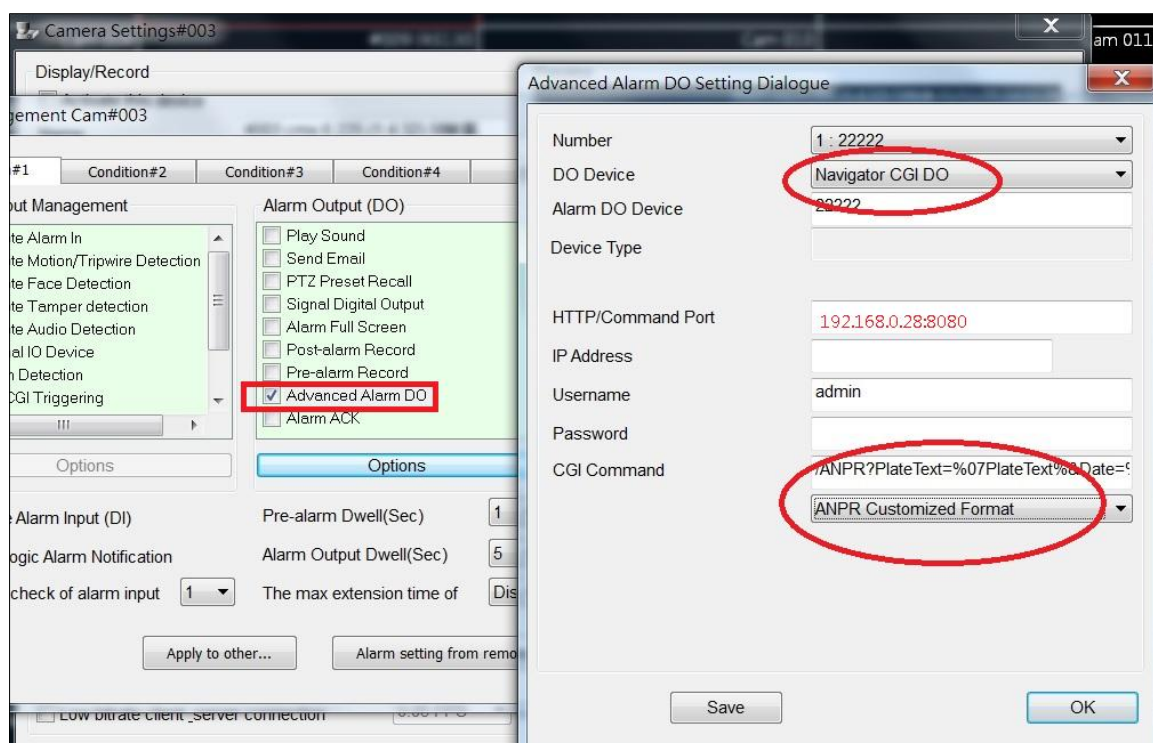 Camera Settings#003
am 011
Display/Record
gement Cam#003
#1
Condition#2
Condition#3
Condition#4
out Management
te Alarm In
te Motion/Tripwire Detection
te Face Detection
te Tamper detection
te Audio Detection
al IO Device
n Detection
CGI Triggering
Options
Alarm Output (DO)
Play Sound
Send Email
PTZ Preset Recall
Signal Digital Output
Alarm Full Screen
Post-alarm Record
Pre-alarm Record
Advanced Alarm DO
Alarm ACK
Options
Alarm Input (DI)
ogic Alarm Notification
check of alarm input 1
Pre-alarm Dwell(Sec) 1
Alarm Output Dwell(Sec) 5
The max extension time of Dis
Apply to other...
Alarm setting from remo
Low bitrate client_server connection
Advanced Alarm DO Setting Dialogue
Number 1 : 22222
DO Device Navigator CGI DO
Alarm DO Device 22222
Device Type
HTTP/Command Port 192.168.0.28:8080
IP Address
Username admin
Password
CGI Command /ANPR?PlateText=%07PlateText%&Date=%
ANPR Customized Format
Save
OK